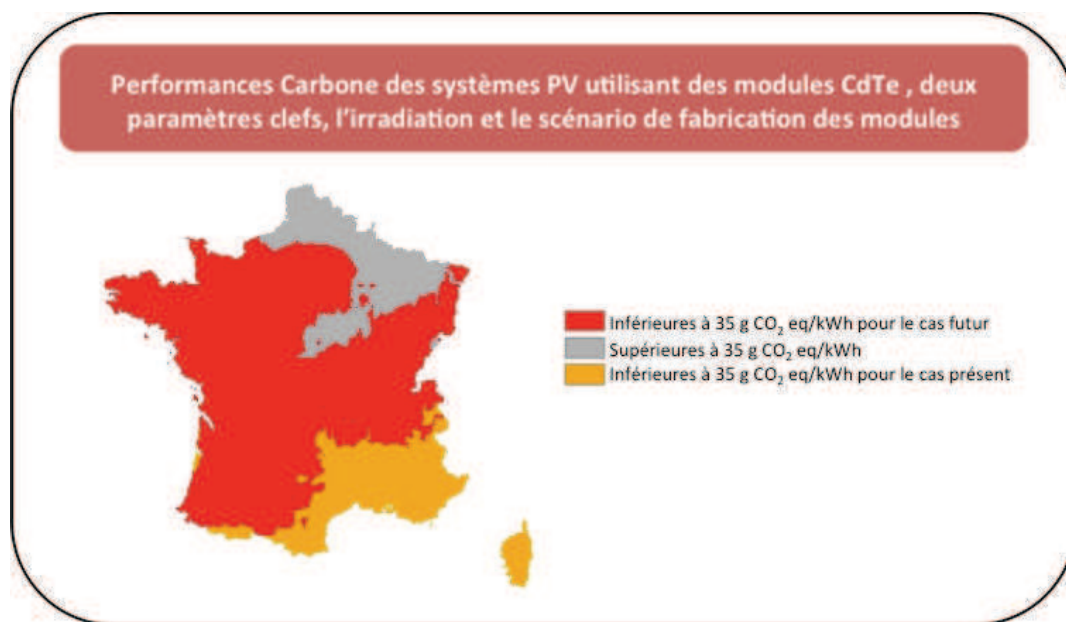 Performances Carbone des systèmes PV utilisant des modules CdTe , deux
paramètres clefs, l'irradiation et le scénario de fabrication des modules
Inférieures à 35 g CO₂ eq/kWh pour le cas futur
Supérieures à 35 g CO₂ eq/kWh
Inférieures à 35 g CO₂ eq/kWh pour le cas présent